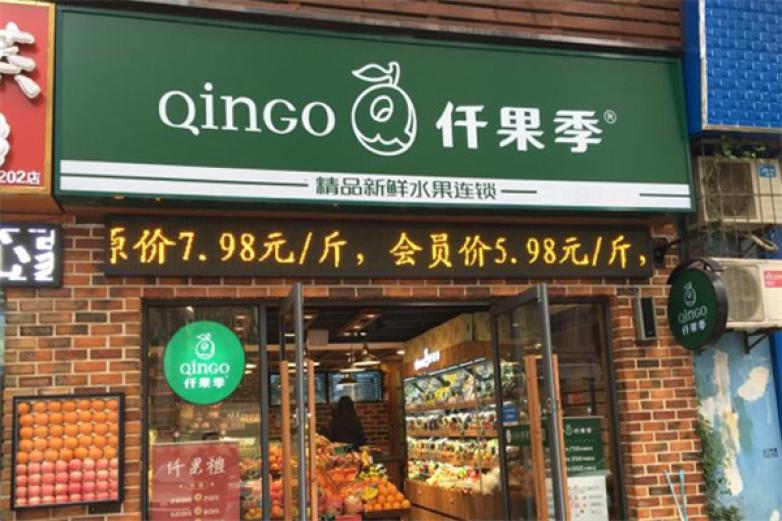 202店
QinGO 仟果季®
精品新鲜水果连锁
原价7.98元/斤，会员价5.98元/斤，
QinGO
仟果季
QinGO
仟果季
仟果季
仟果禮